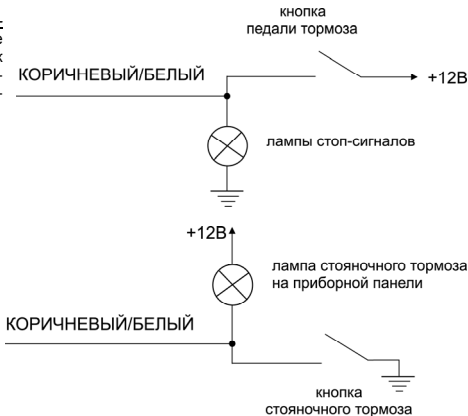 кнопка
педали тормоза
КОРИЧНЕВЫЙ/БЕЛЫЙ
+12В
лампы стоп-сигналов
+12В
лампа стояночного тормоза
на приборной панели
КОРИЧНЕВЫЙ/БЕЛЫЙ
кнопка
стояночного тормоза